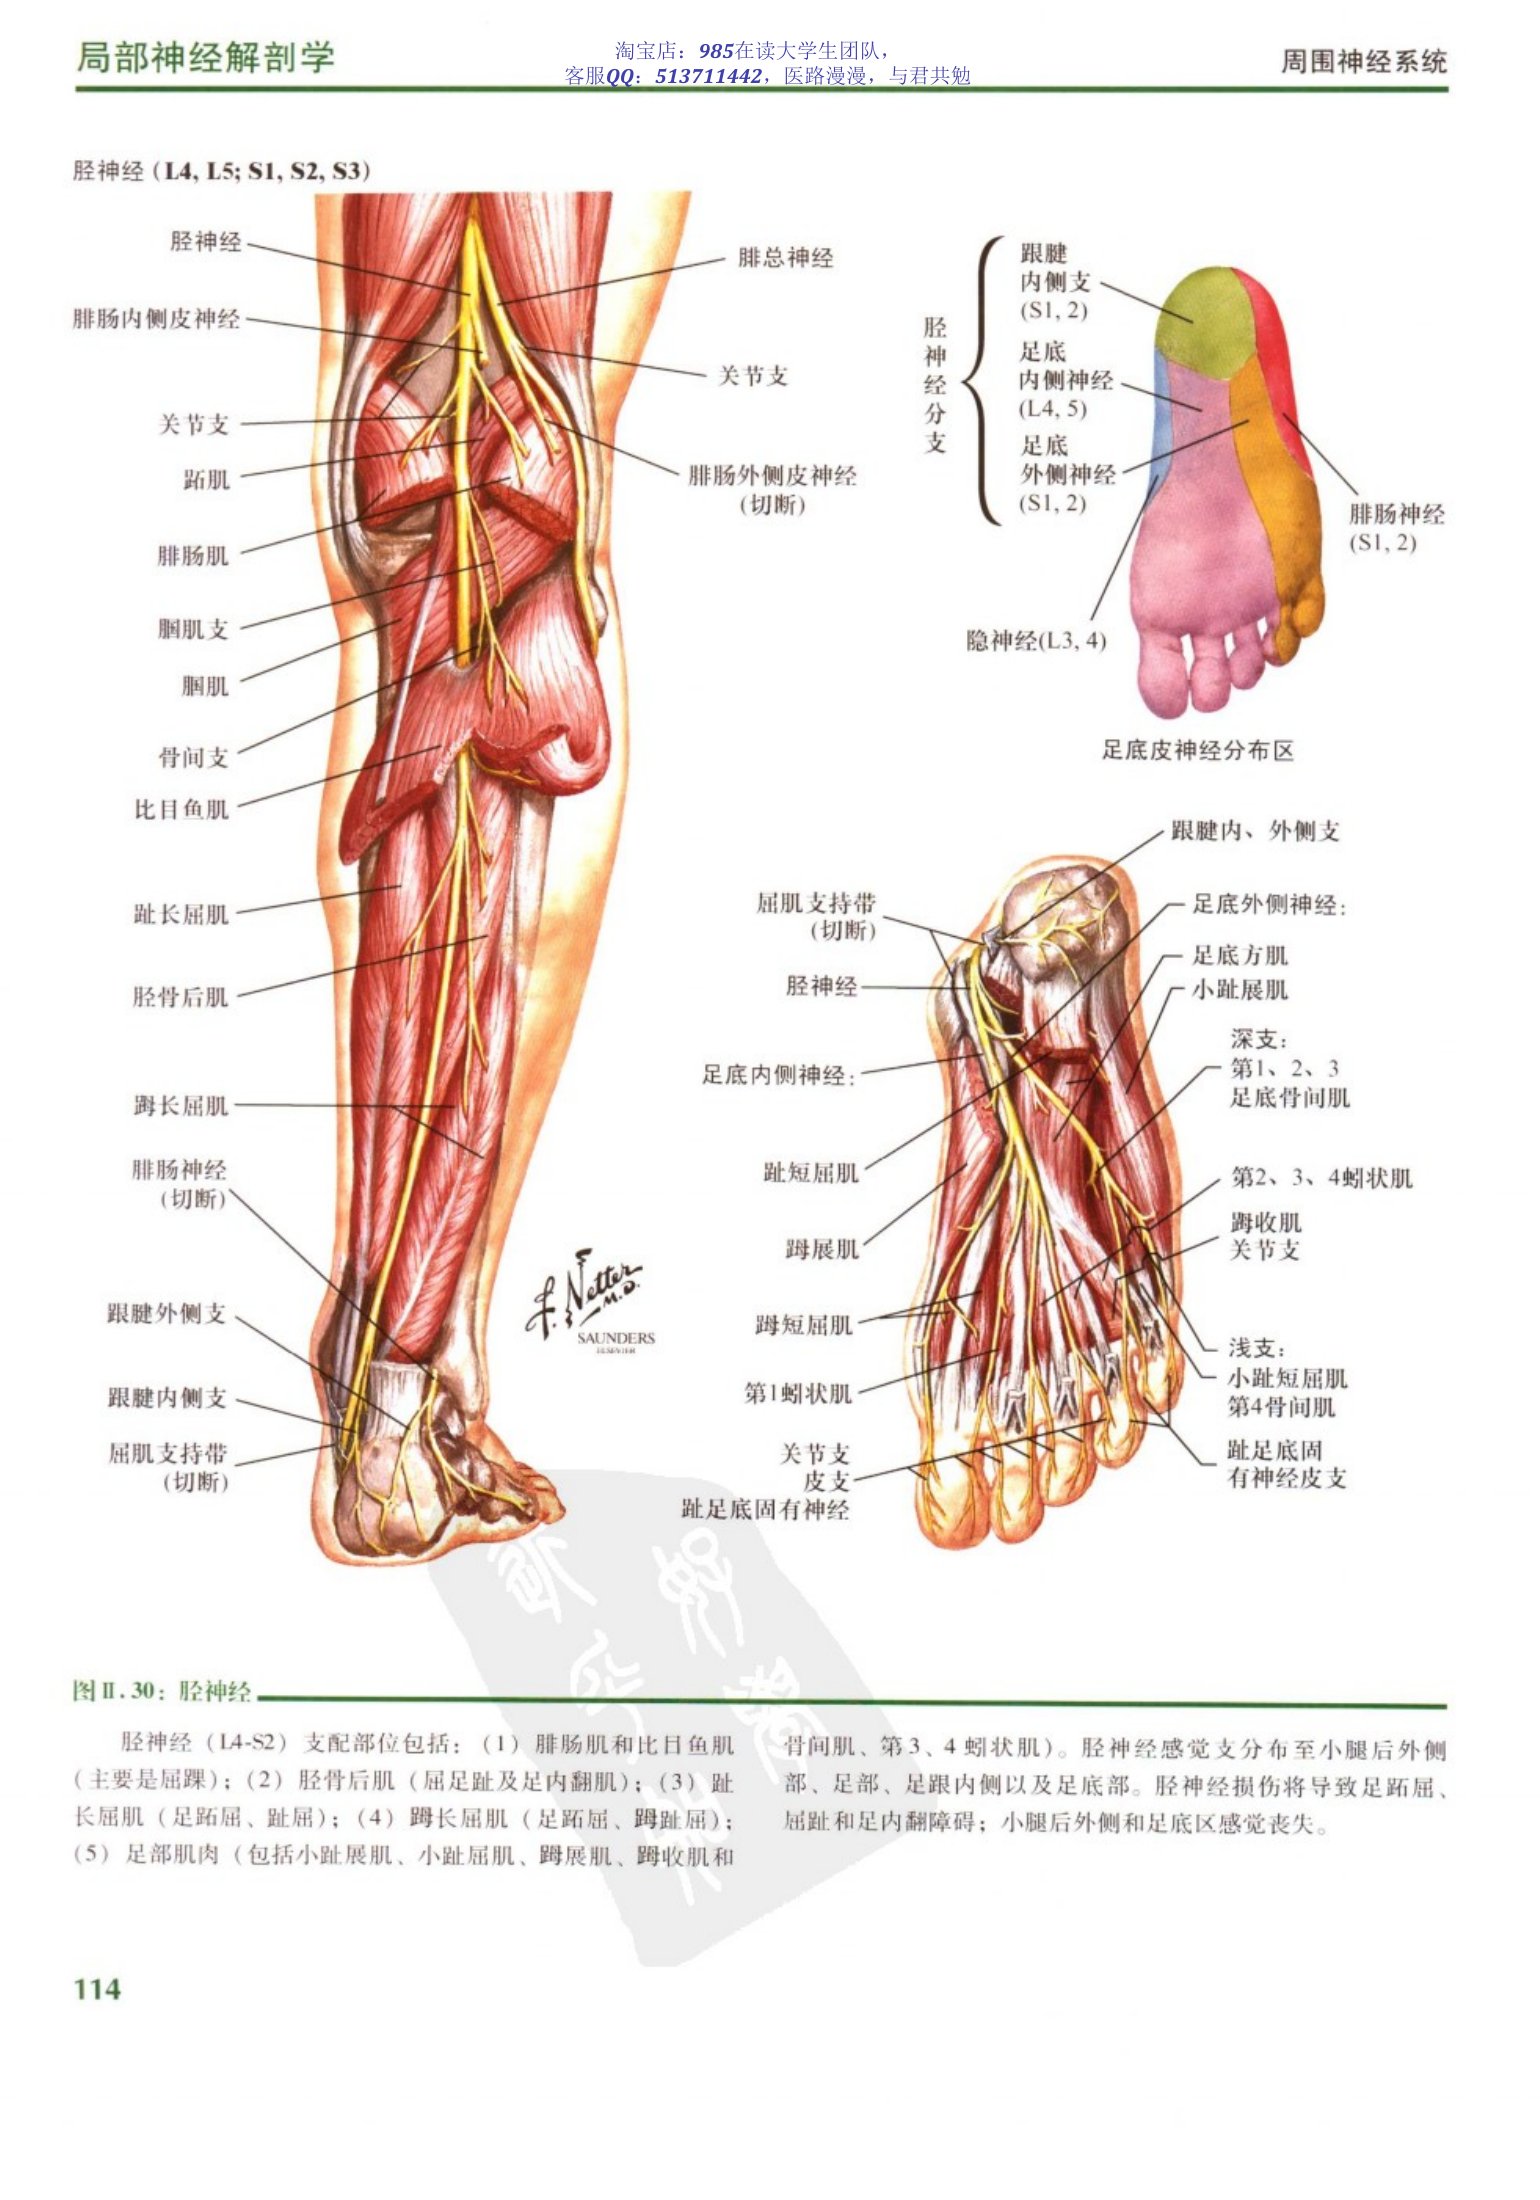 局部神经解剖学
淘宝店：985在读大学生团队，
客服QQ：513711442，医路漫漫，与君共勉
周围神经系统
胫神经（L4, L5; S1, S2, S3）
胫神经
腓肠内侧皮神经
关节支
跖肌
腓肠肌
腘肌支
腘肌
骨间支
比目鱼肌
趾长屈肌
胫骨后肌
踇长屈肌
腓肠神经
(切断)
跟腱外侧支
跟腱内侧支
屈肌支持带
(切断)
腓总神经
关节支
腓肠外侧皮神经
(切断)
F. Netter
M.D.
SAUNDERS
ELSEVIER
胫神经分支
跟腱
内侧支
(S1, 2)
足底
内侧神经
(L4, 5)
足底
外侧神经
(S1, 2)
腓肠神经
(S1, 2)
隐神经(L3, 4)
足底皮神经分布区
屈肌支持带
(切断)
胫神经
足底内侧神经：
趾短屈肌
踇展肌
踇短屈肌
第1蚓状肌
关节支
皮支
趾足底固有神经
跟腱内、外侧支
足底外侧神经：
足底方肌
小趾展肌
深支：
第1、2、3
足底骨间肌
第2、3、4蚓状肌
踇收肌
关节支
浅支：
小趾短屈肌
第4骨间肌
趾足底固
有神经皮支
图Ⅱ.30：胫神经
胫神经（L4-S2）支配部位包括：（1）腓肠肌和比目鱼肌
（主要是屈踝）；（2）胫骨后肌（屈足趾及足内翻肌）；（3）趾
长屈肌（足跖屈、趾屈）；（4）踇长屈肌（足跖屈、踇趾屈）；
（5）足部肌肉（包括小趾展肌、小趾屈肌、踇展肌、踇收肌和
骨间肌、第3、4蚓状肌）。胫神经感觉支分布至小腿后外侧
部、足部、足跟内侧以及足底部。胫神经损伤将导致足跖屈、
屈趾和足内翻障碍；小腿后外侧和足底区感觉丧失。
114